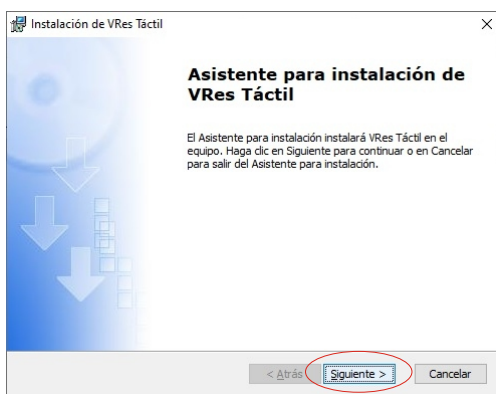 Instalación de VRes Táctil
Asistente para instalación de
VRes Táctil
El Asistente para instalación instalará VRes Táctil en el
equipo. Haga clic en Siguiente para continuar o en Cancelar
para salir del Asistente para instalación.
< Atrás
Siguiente >
Cancelar